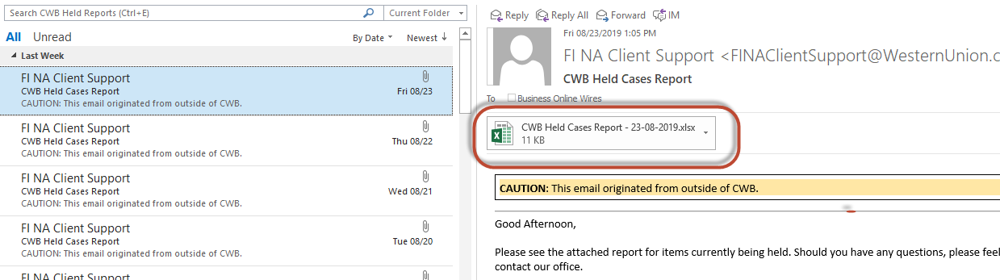 Search CWB Held Reports (Ctrl+E)
Current Folder
All Unread
By Date Newest
Last Week
FI NA Client Support
CWB Held Cases Report Fri 08/23
CAUTION: This email originated from outside of CWB.
FI NA Client Support
CWB Held Cases Report Thu 08/22
CAUTION: This email originated from outside of CWB.
FI NA Client Support
CWB Held Cases Report Wed 08/21
CAUTION: This email originated from outside of CWB.
FI NA Client Support
CWB Held Cases Report Tue 08/20
CAUTION: This email originated from outside of CWB.
Reply Reply All Forward IM
Fri 08/23/2019 1:05 PM
FI NA Client Support <FINAClientSupport@WesternUnion.c
CWB Held Cases Report
To Business Online Wires
CWB Held Cases Report - 23-08-2019.xlsx
11 KB
CAUTION: This email originated from outside of CWB.
Good Afternoon,
Please see the attached report for items currently being held. Should you have any questions, please feel
contact our office.